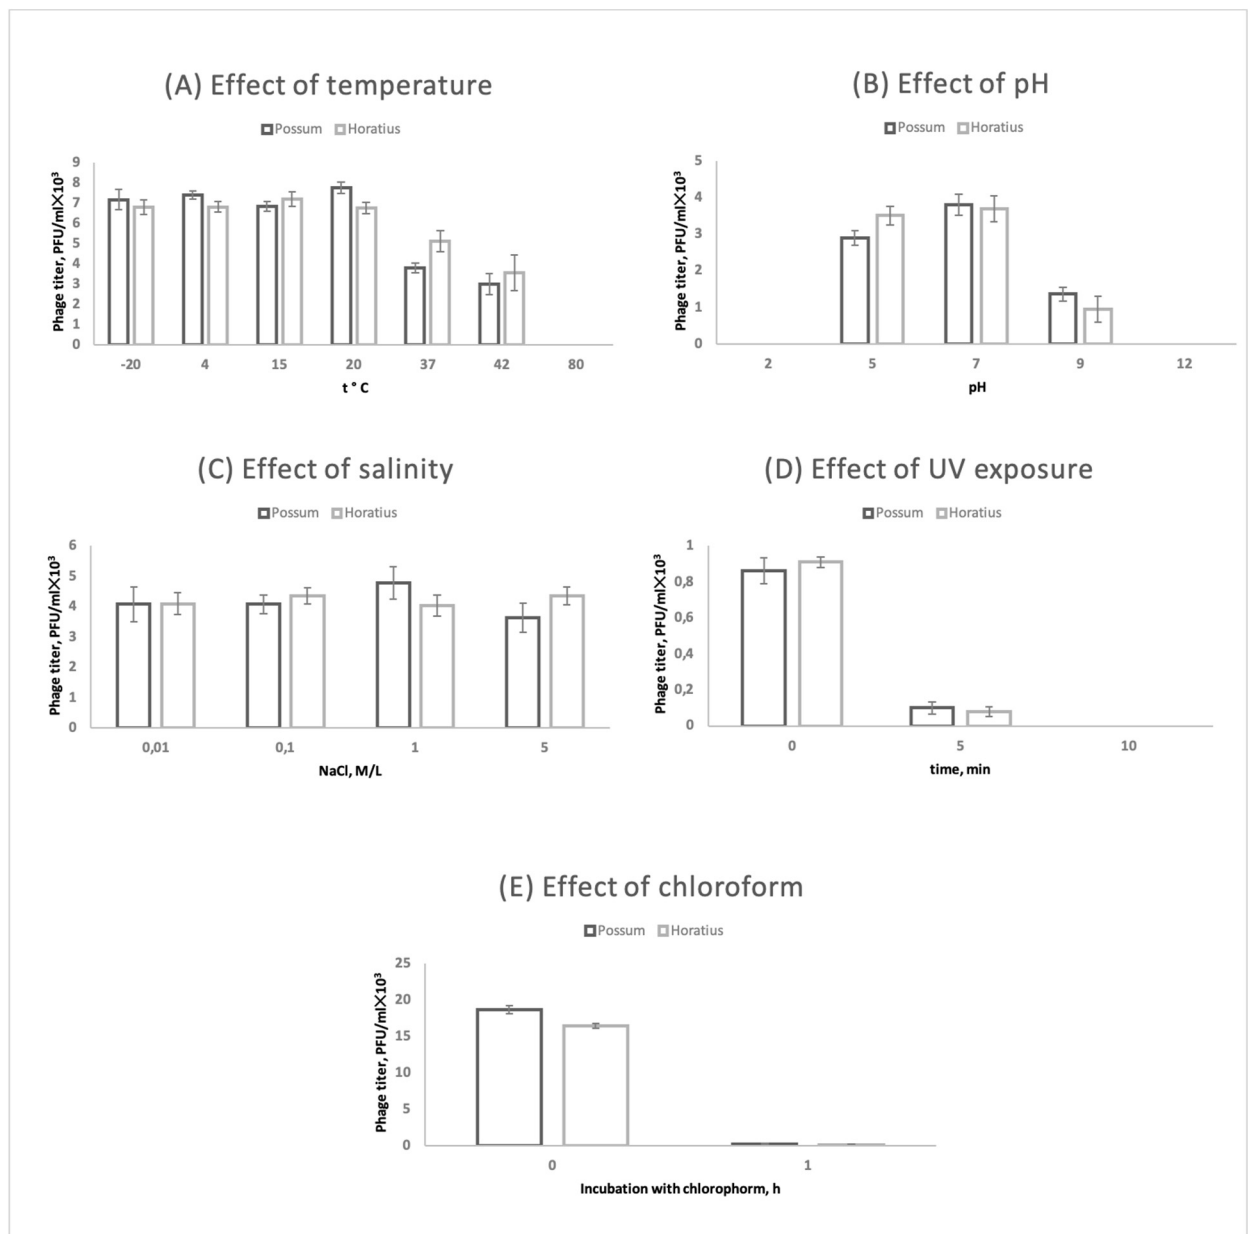 (A) Effect of temperature
Possum Horatius
Phage titer, PFU/ml×10³
9
8
7
6
5
4
3
2
1
0
-20 4 15 20 37 42 80
t ° C
(B) Effect of pH
Possum Horatius
Phage titer, PFU/ml×10³
5
4
3
2
1
0
2 5 7 9 12
pH
(C) Effect of salinity
Possum Horatius
Phage titer, PFU/ml×10³
6
5
4
3
2
1
0
0,01 0,1 1 5
NaCl, M/L
(D) Effect of UV exposure
Possum Horatius
Phage titer, PFU/ml×10³
1
0,8
0,6
0,4
0,2
0
0 5 10
time, min
(E) Effect of chloroform
Possum Horatius
Phage titer, PFU/ml×10³
25
20
15
10
5
0
0 1
Incubation with chlorophorm, h